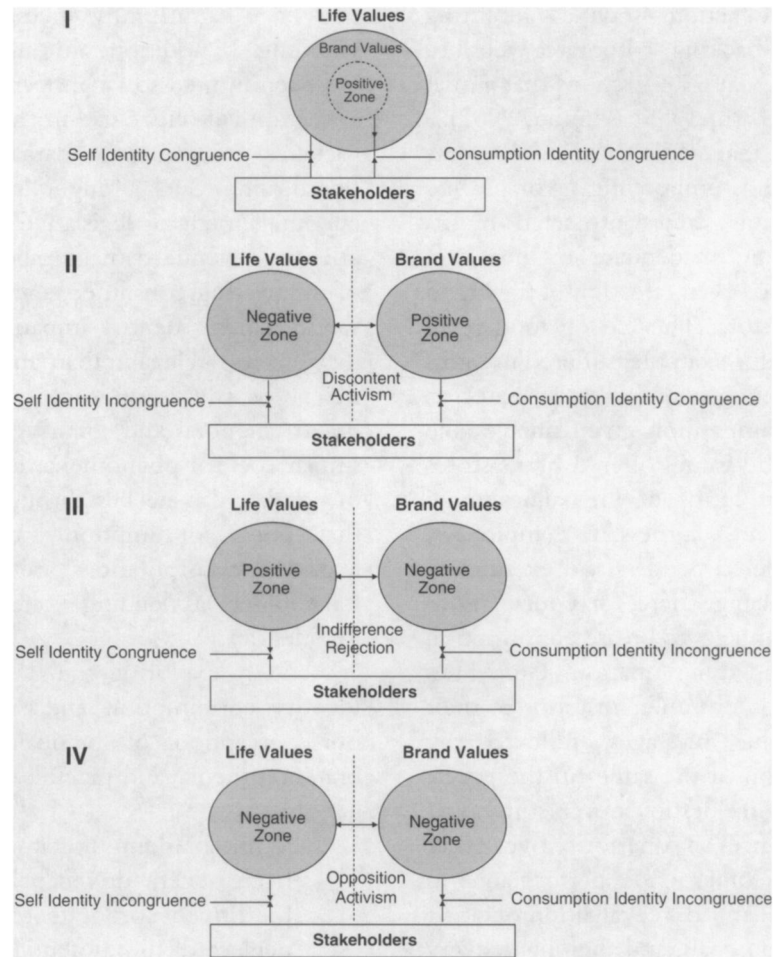 I
Life Values
Brand Values
Positive
Zone
Self Identity Congruence
Consumption Identity Congruence
Stakeholders
II
Life Values
Brand Values
Negative
Zone
Positive
Zone
Discontent
Activism
Self Identity Incongruence
Consumption Identity Congruence
Stakeholders
III
Life Values
Brand Values
Positive
Zone
Negative
Zone
Indifference
Rejection
Self Identity Congruence
Consumption Identity Incongruence
Stakeholders
IV
Life Values
Brand Values
Negative
Zone
Negative
Zone
Opposition
Activism
Self Identity Incongruence
Consumption Identity Incongruence
Stakeholders